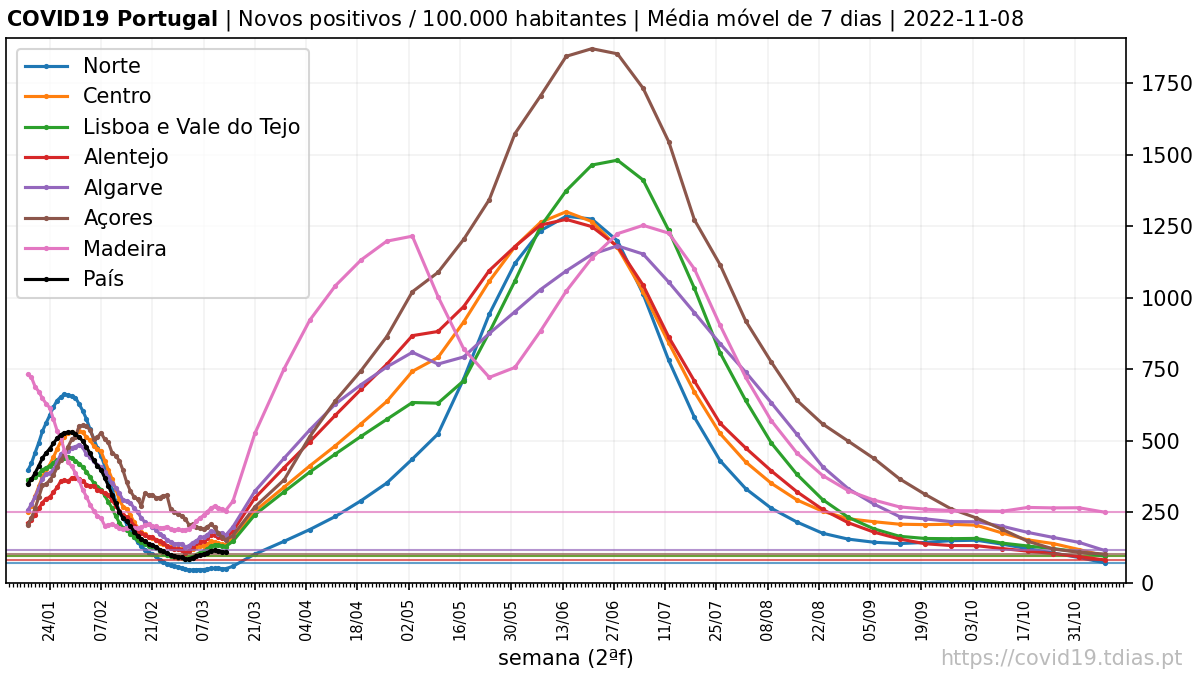 COVID19 Portugal | Novos positivos / 100.000 habitantes | Média móvel de 7 dias | 2022-11-08
Norte
Centro
Lisboa e Vale do Tejo
Alentejo
Algarve
Açores
Madeira
País
1750
1500
1250
1000
750
500
250
0
24/01 07/02 21/02 07/03 21/03 04/04 18/04 02/05 16/05 30/05 13/06 27/06 11/07 25/07 08/08 22/08 05/09 19/09 03/10 17/10 31/10
semana (2ªf)
https://covid19.tdias.pt